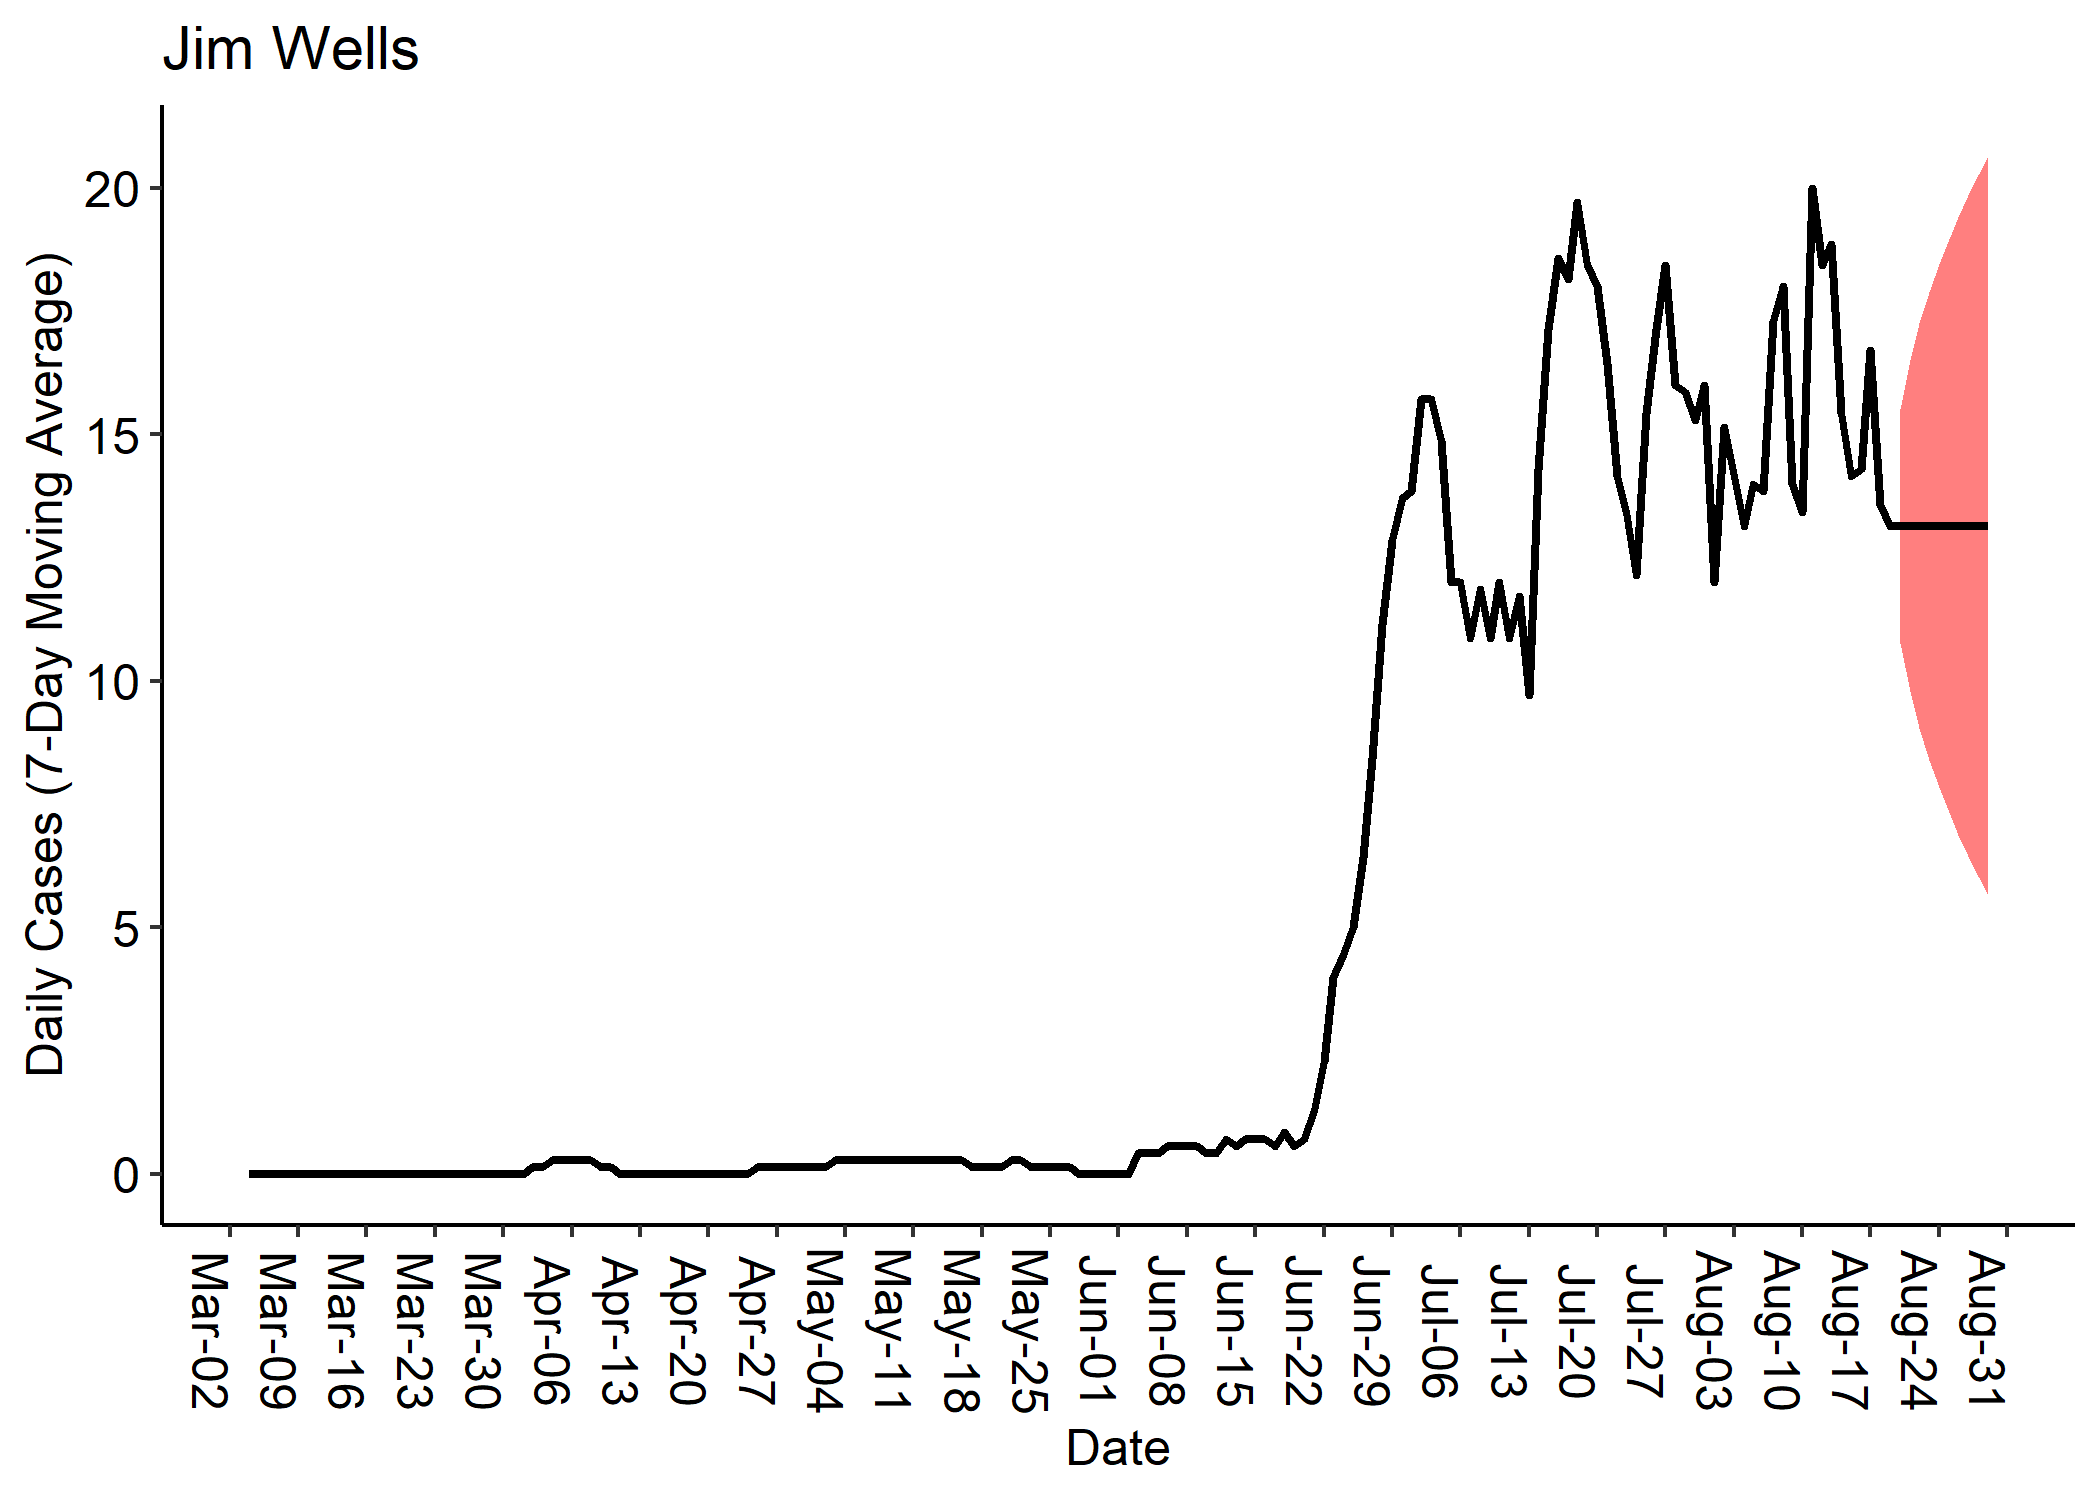 Jim Wells
Daily Cases (7-Day Moving Average)
20
15
10
5
0
Mar-02
Mar-09
Mar-16
Mar-23
Mar-30
Apr-06
Apr-13
Apr-20
Apr-27
May-04
May-11
May-18
May-25
Jun-01
Jun-08
Jun-15
Jun-22
Jun-29
Jul-06
Jul-13
Jul-20
Jul-27
Aug-03
Aug-10
Aug-17
Aug-24
Aug-31
Date